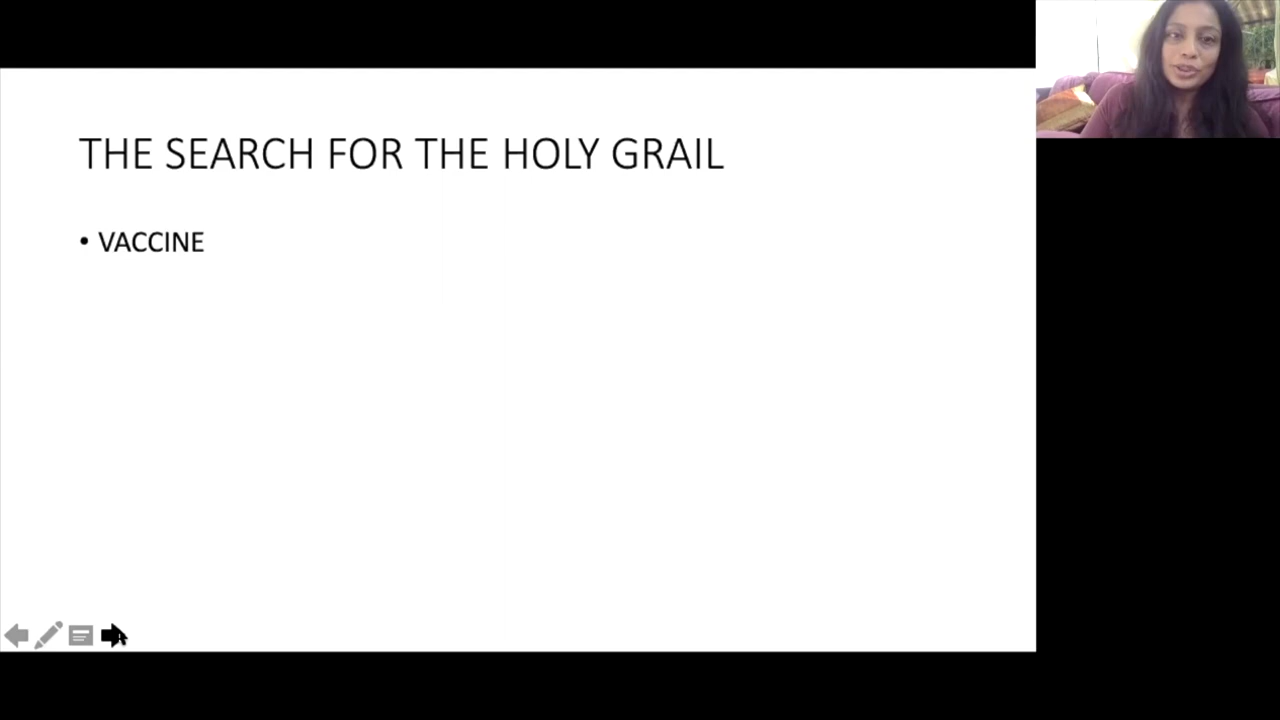 THE SEARCH FOR THE HOLY GRAIL
• VACCINE